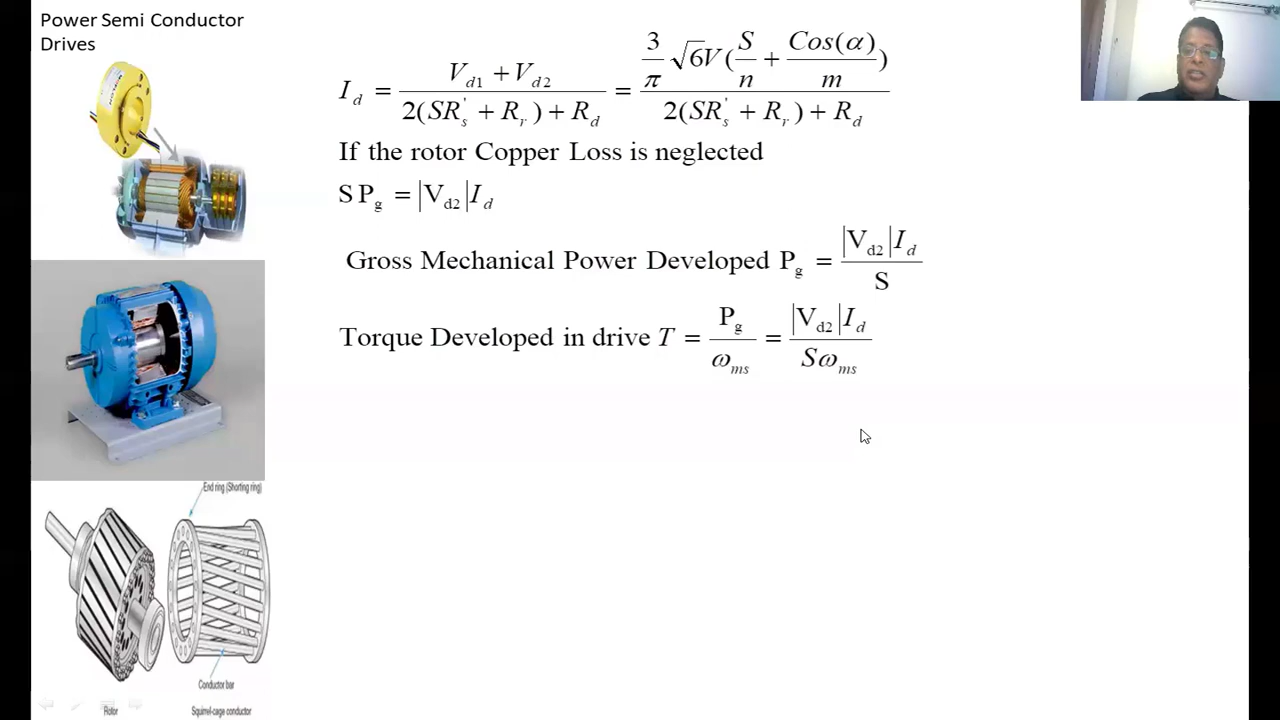 Power Semi Conductor
Drives
I_d = (V_d1 + V_d2) / (2(SR_s' + R_r) + R_d) = (3/π √6V(S/n + Cos(α)/m)) / (2(SR_s' + R_r) + R_d)
If the rotor Copper Loss is neglected
S P_g = |V_d2| I_d
Gross Mechanical Power Developed P_g = |V_d2| I_d / S
Torque Developed in drive T = P_g / ω_ms = |V_d2| I_d / Sω_ms
End ring (Shorting ring)
Conductor bar
Rotor
Squirrel-cage conductor